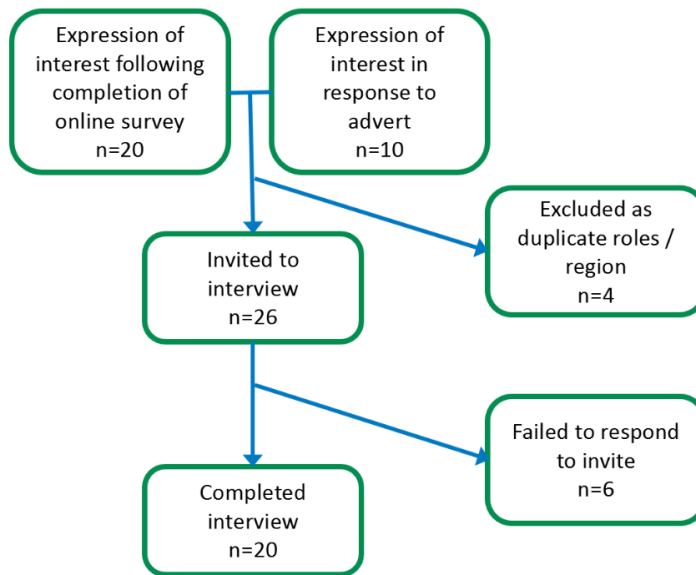 Expression of
interest following
completion of
online survey
n=20
Expression of
interest in
response to
advert
n=10
Excluded as
duplicate roles /
region
n=4
Invited to
interview
n=26
Failed to respond
to invite
n=6
Completed
interview
n=20